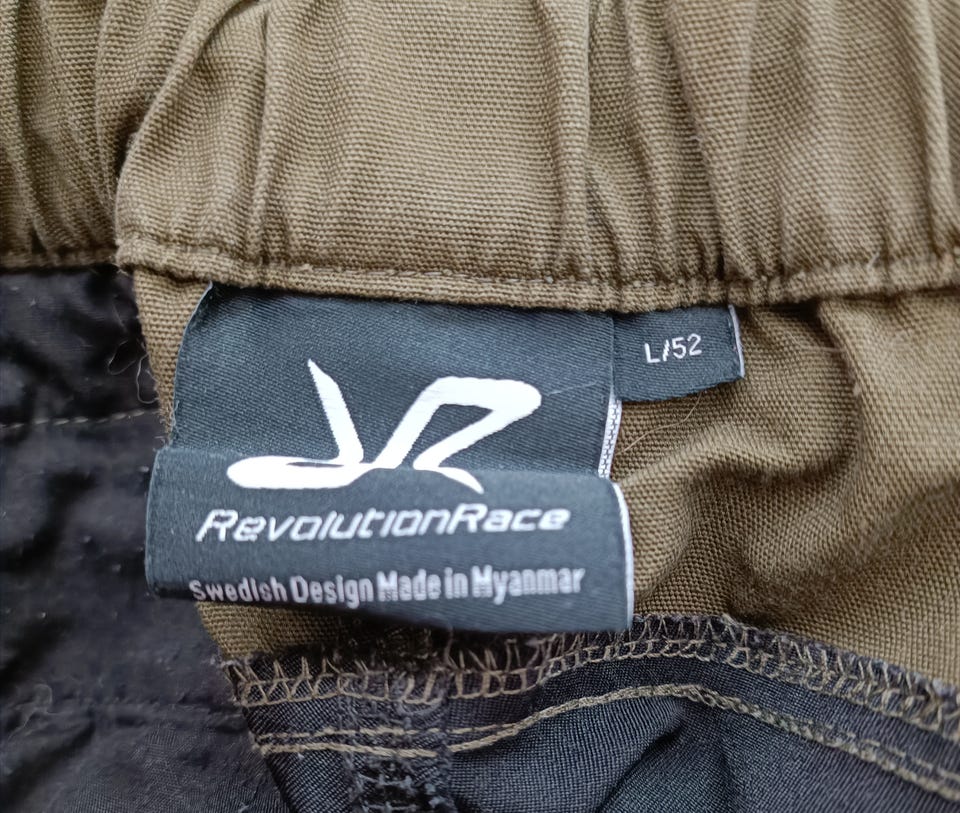 L/52
RevolutionRace
Swedish Design Made in Myanmar